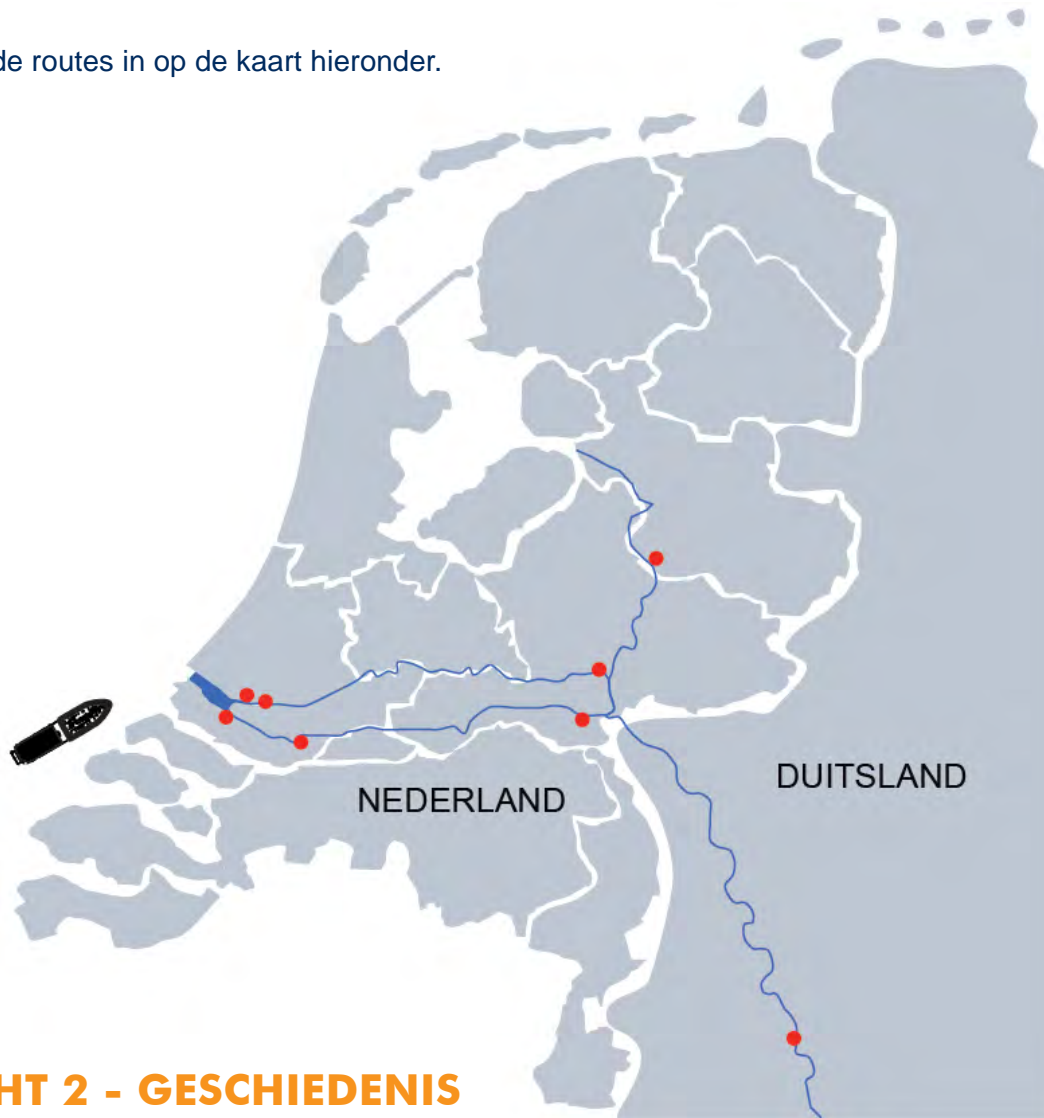 de routes in op de kaart hieronder.
NEDERLAND
DUITSLAND
HT 2 - GESCHIEDENIS